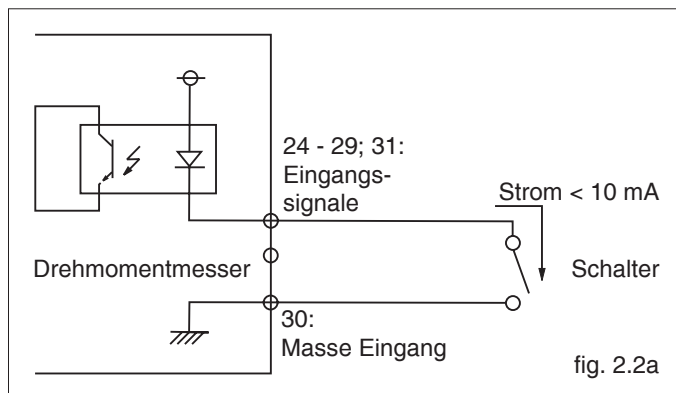 24 - 29; 31:
Eingangs-
signale
Strom < 10 mA
Drehmomentmesser
Schalter
30:
Masse Eingang
fig. 2.2a